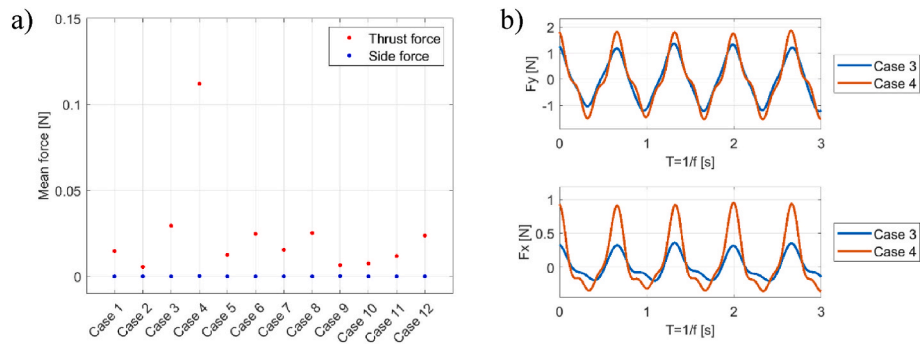 a)
0.15
0.1
0.05
0
Mean force [N]
Thrust force
Side force
Case 1
Case 2
Case 3
Case 4
Case 5
Case 6
Case 7
Case 8
Case 9
Case 10
Case 11
Case 12
b)
2
1
0
-1
Fy [N]
0
1
2
3
T=1/f [s]
Case 3
Case 4
1
0.5
0
Fx [N]
0
1
2
3
T=1/f [s]
Case 3
Case 4